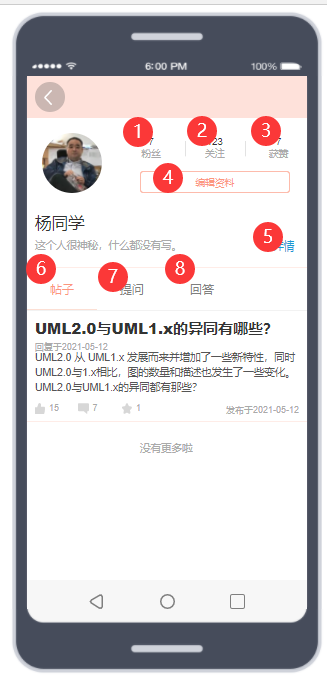 6:00 PM 100%
1 2 3
7 23 7
粉丝 关注 获赞
4 编辑资料
杨同学
这个人很神秘，什么都没有写。
5 情
6 7 8
帖子 提问 回答
UML2.0与UML1.x的异同有哪些?
回复于2021-05-12
UML2.0 从 UML1.x 发展而来并增加了一些新特性，同时
UML2.0与1.x相比，图的数量和描述也发生了一些变化。
UML2.0与UML1.x的异同都有那些?
15 7 1 发布于2021-05-12
没有更多啦